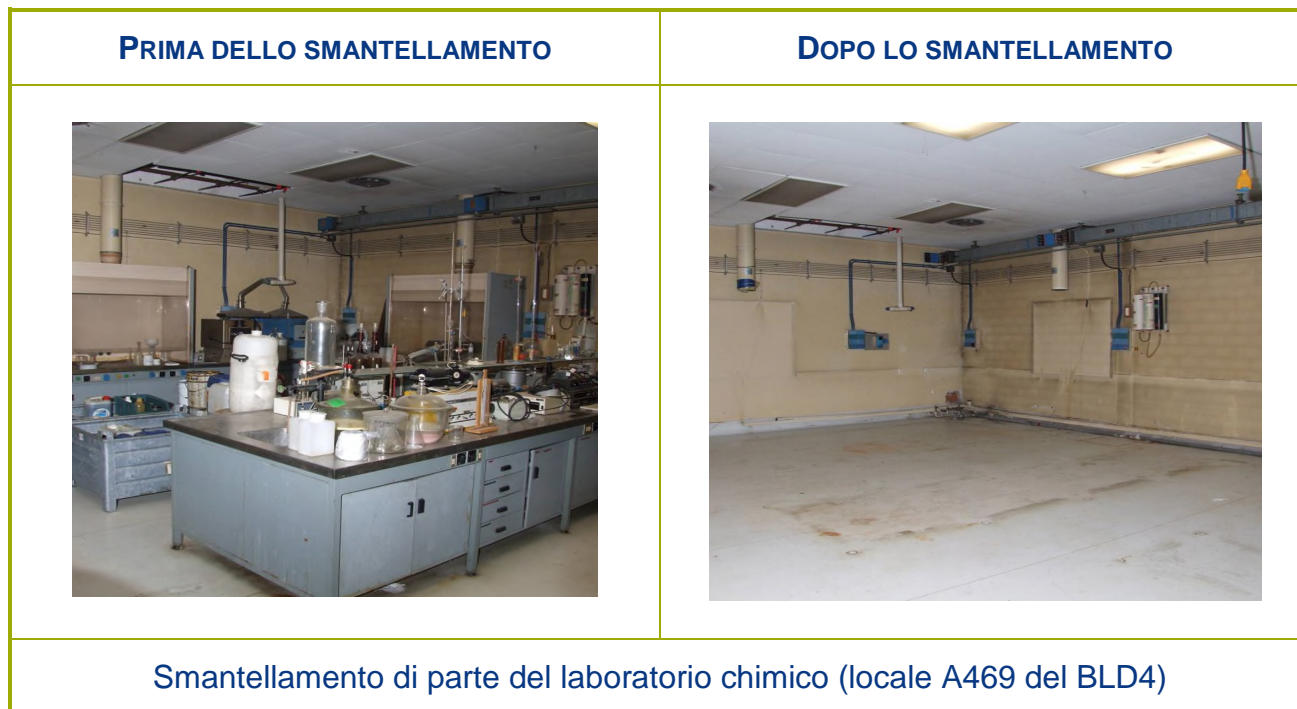 PRIMA DELLO SMANTELLAMENTO
DOPO LO SMANTELLAMENTO
Smantellamento di parte del laboratorio chimico (locale A469 del BLD4)